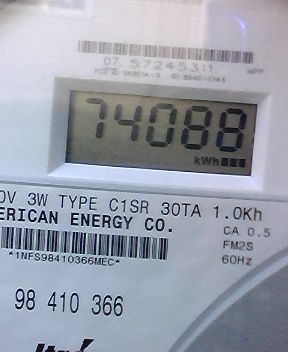 07. 57245311
74088
kWh
0V 3W TYPE C1SR 30TA 1.0Kh
ERICAN ENERGY CO.
CA 0.5
FM2S
*1NFS98410366MEC*
60Hz
98 410 366